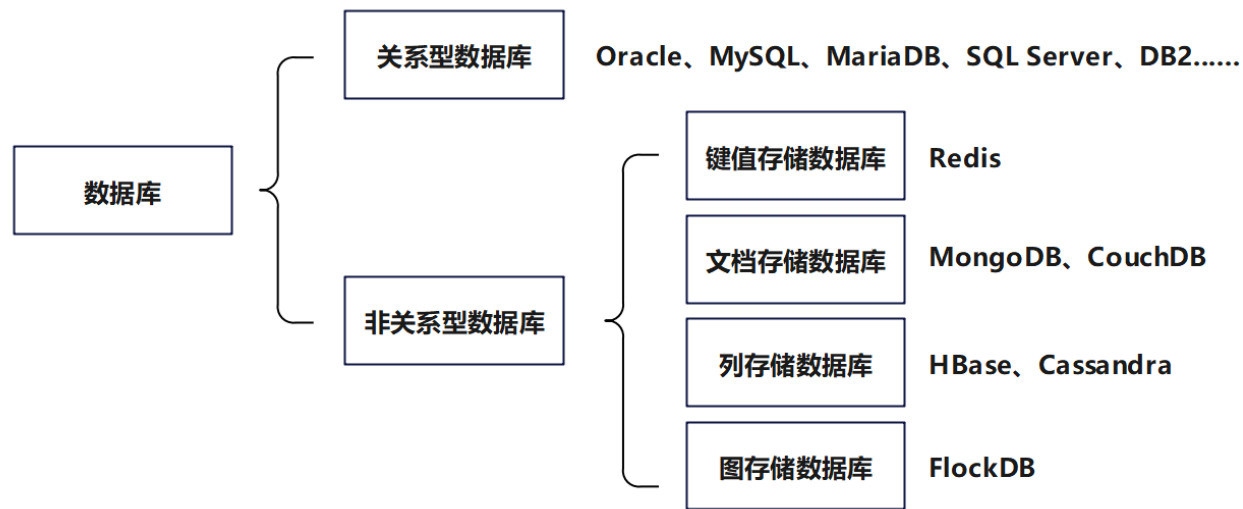 关系型数据库 Oracle、MySQL、MariaDB、SQL Server、DB2......
数据库
键值存储数据库 Redis
文档存储数据库 MongoDB、CouchDB
非关系型数据库
列存储数据库 HBase、Cassandra
图存储数据库 FlockDB